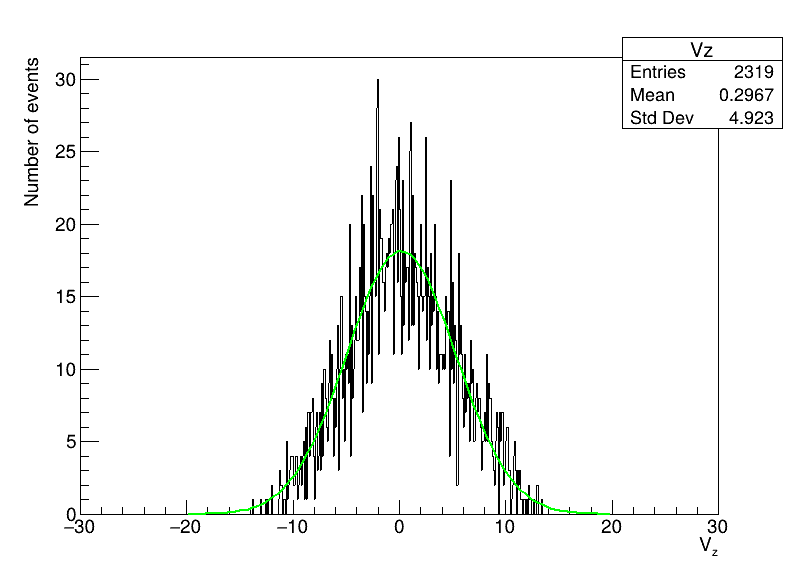 Vz
Entries 2319
Mean 0.2967
Std Dev 4.923
Number of events
30
25
20
15
10
5
0
−30 −20 −10 0 10 20 30
Vz